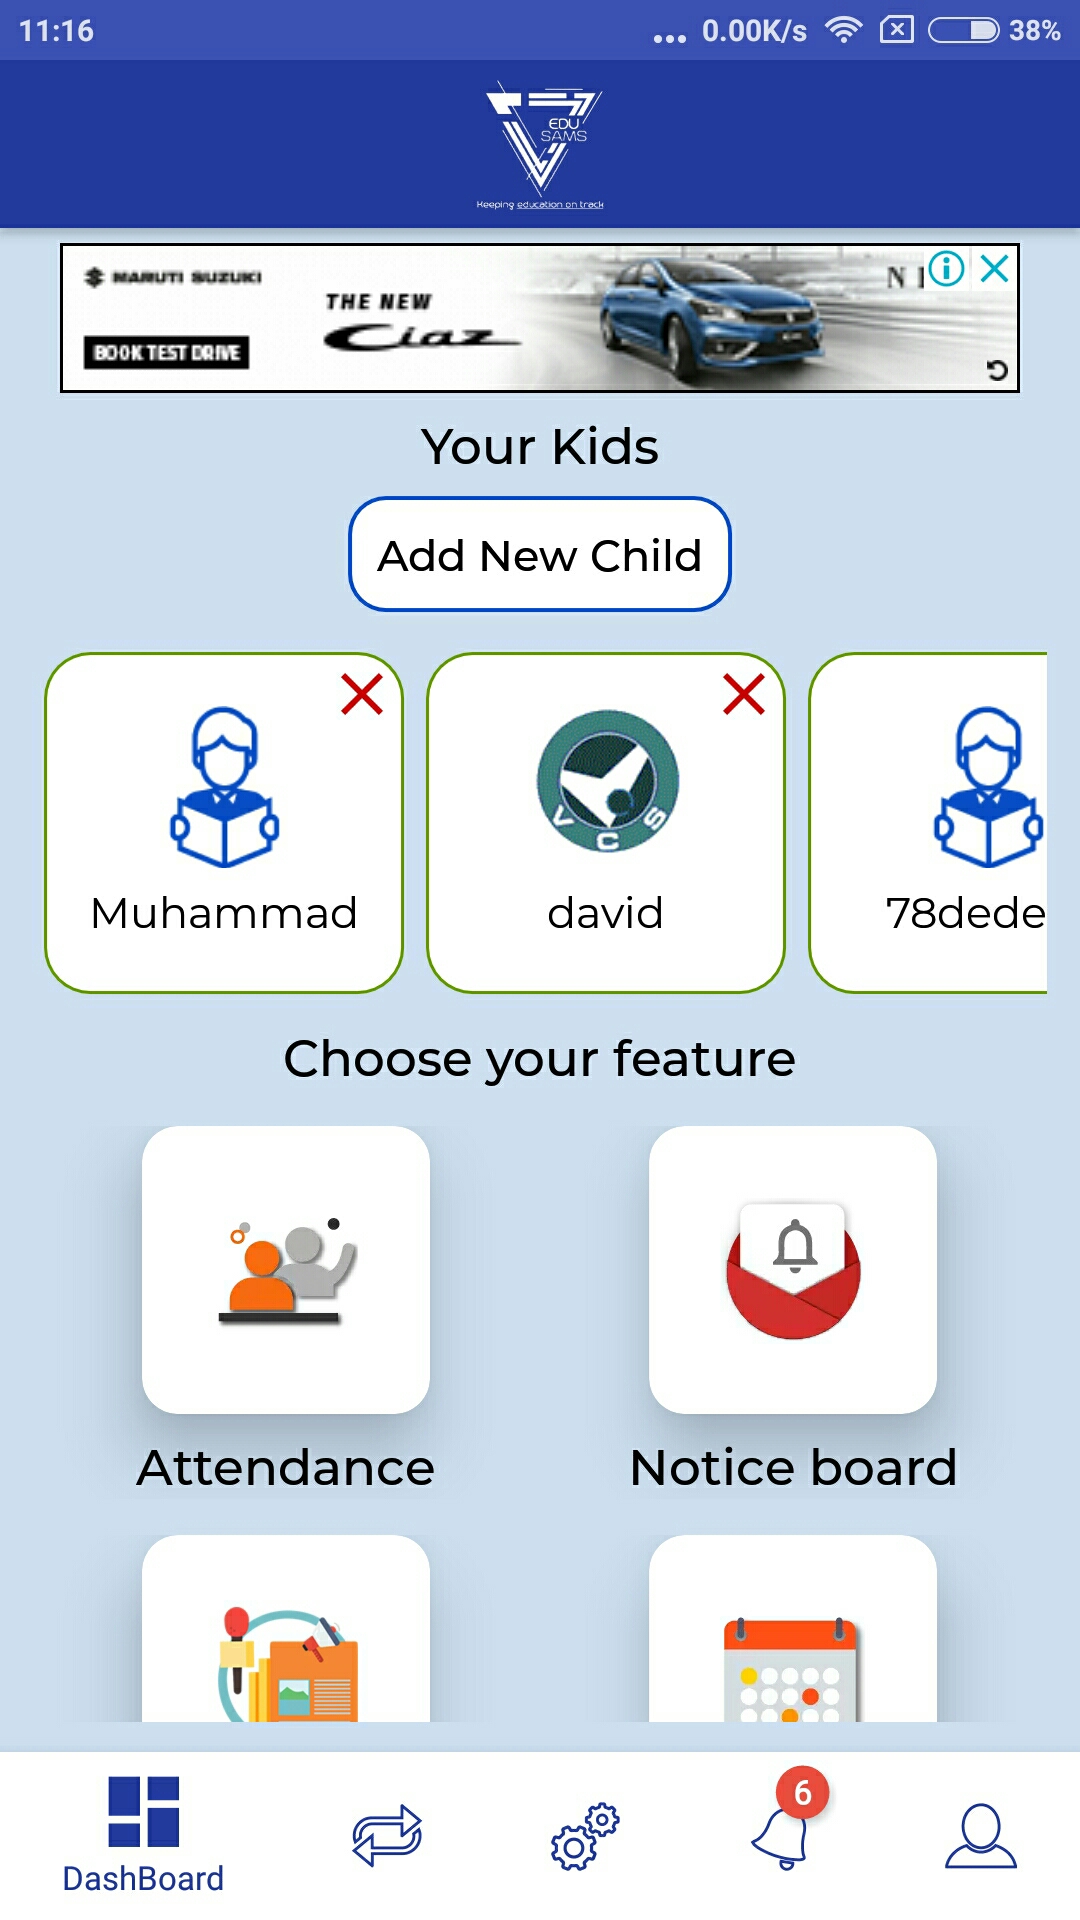 11:16
... 0.00K/s 38%
EDU
SAMS
Keeping education on track
MARUTI SUZUKI
BOOK TEST DRIVE
THE NEW
Ciaz
Your Kids
Add New Child
Muhammad
david
78dede
VCS
Choose your feature
Attendance
Notice board
6
DashBoard